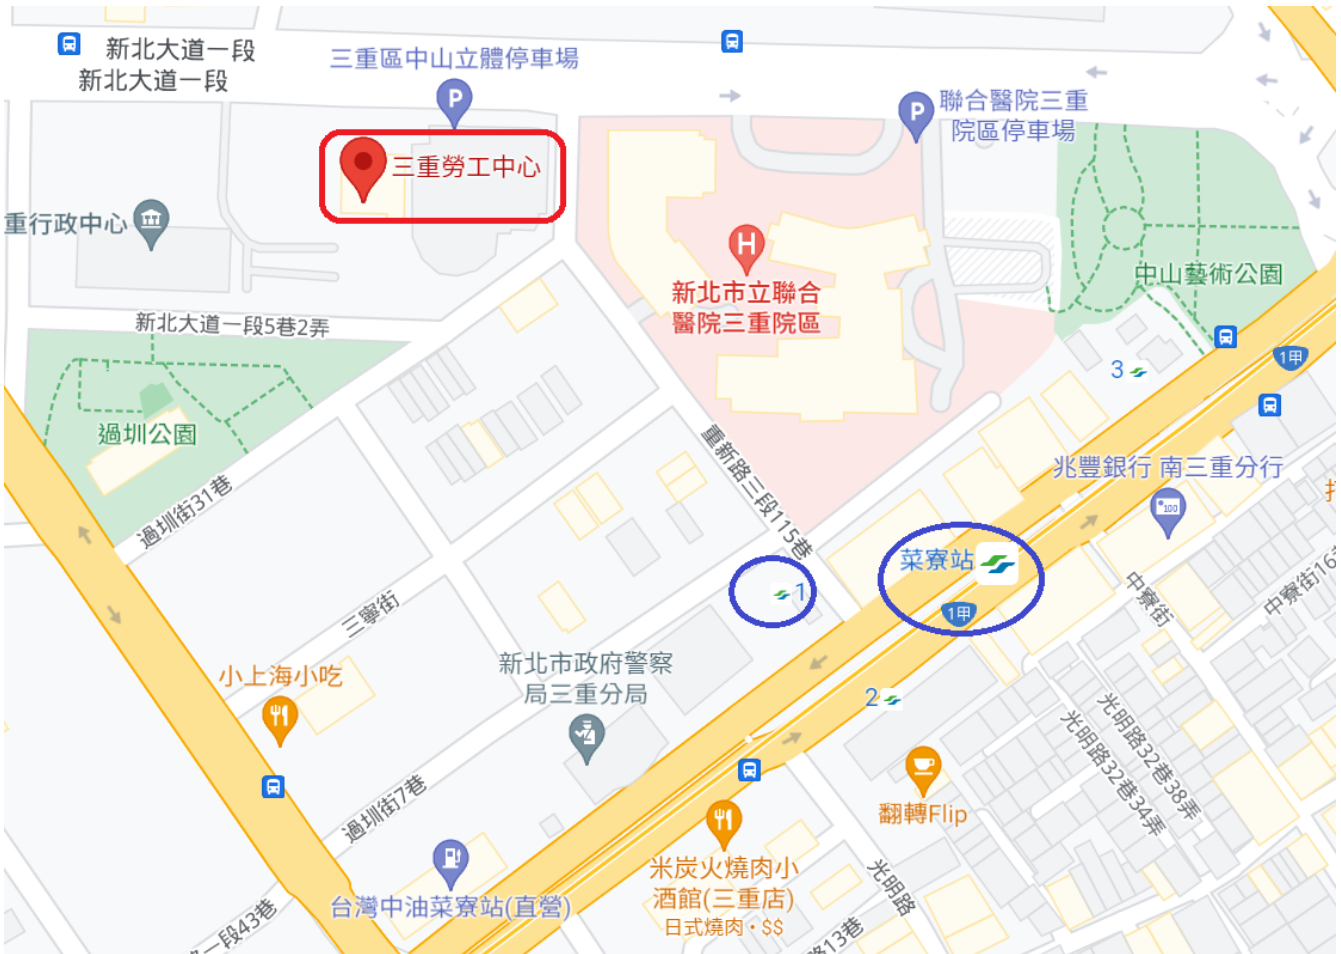 新北大道一段
新北大道一段
三重區中山立體停車場
P
P
聯合醫院三重
院區停車場
三重勞工中心
重行政中心
H
新北市立聯合
醫院三重院區
中山藝術公園
新北大道一段5巷2弄
1甲
3
過圳公園
重新路三段115巷
兆豐銀行 南三重分行
100
過圳街31巷
菜寮站
1
1甲
中寮街
中寮街16
三寧街
小上海小吃
新北市政府警察
局三重分局
2
光明路32巷38弄
光明路32巷34弄
過圳街7巷
翻轉Flip
米炭火燒肉小
酒館(三重店)
日式燒肉・$$
光明路
台灣中油菜寮站(直營)
一段43巷
13巷